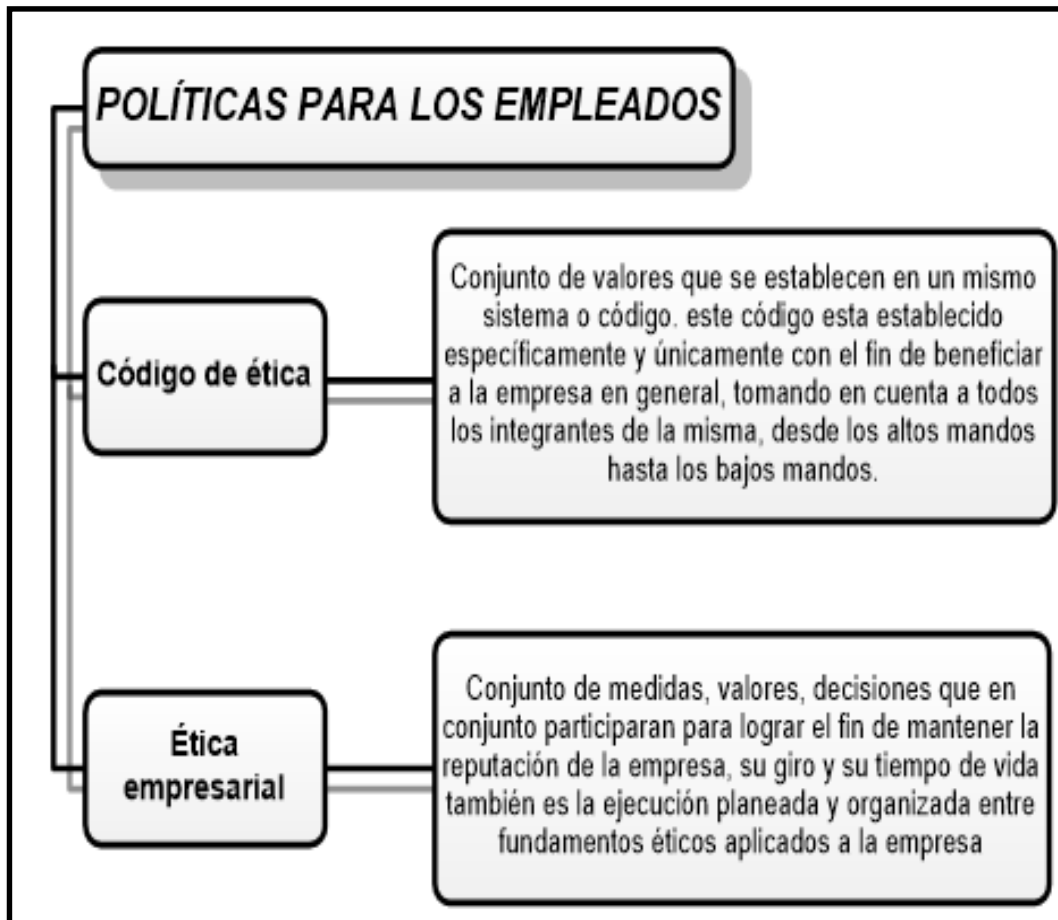 POLÍTICAS PARA LOS EMPLEADOS
Código de ética
Conjunto de valores que se establecen en un mismo
sistema o código. este código esta establecido
específicamente y únicamente con el fin de beneficiar
a la empresa en general, tomando en cuenta a todos
los integrantes de la misma, desde los altos mandos
hasta los bajos mandos.
Ética
empresarial
Conjunto de medidas, valores, decisiones que en
conjunto participaran para lograr el fin de mantener la
reputación de la empresa, su giro y su tiempo de vida
también es la ejecución planeada y organizada entre
fundamentos éticos aplicados a la empresa